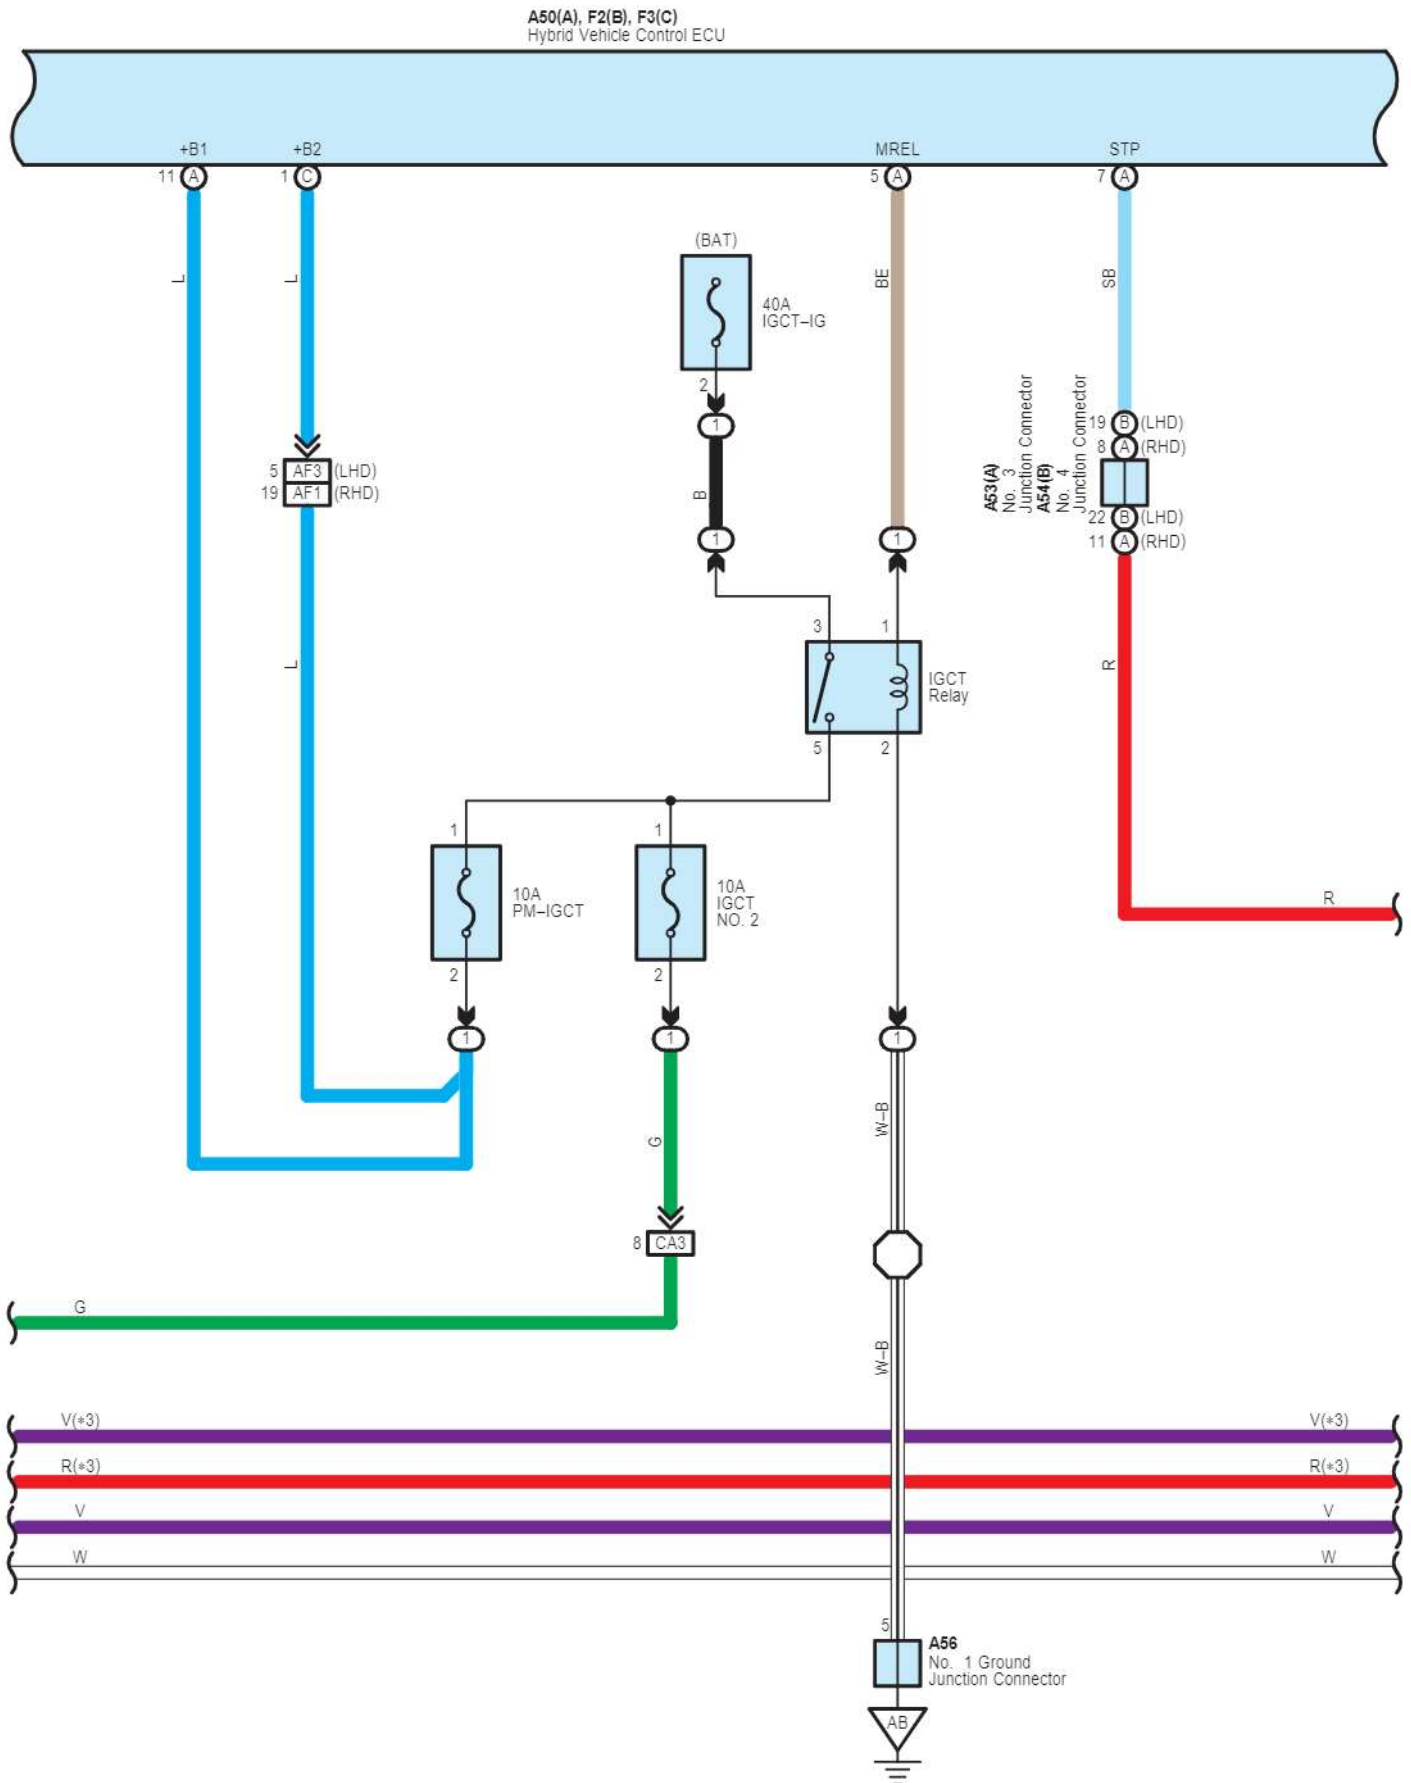 A50(A), F2(B), F3(C)
Hybrid Vehicle Control ECU
+B1
+B2
MREL
STP
11 A
1 C
5 A
7 A
(BAT)
L
L
BE
SB
40A
IGCT–IG
2
1
B
1
1
A53(A)
No. 3
Junction Connector
A54(B)
No. 4
Junction Connector
19 B (LHD)
8 A (RHD)
5 AF3 (LHD)
19 AF1 (RHD)
22 B (LHD)
11 A (RHD)
3
1
L
R
IGCT
Relay
5
2
1
1
10A
PM–IGCT
10A
IGCT
NO. 2
R
2
2
1
1
1
G
W–B
8 CA3
G
W–B
V(*3)
V(*3)
R(*3)
R(*3)
V
V
W
W
5
A56
No. 1 Ground
Junction Connector
AB